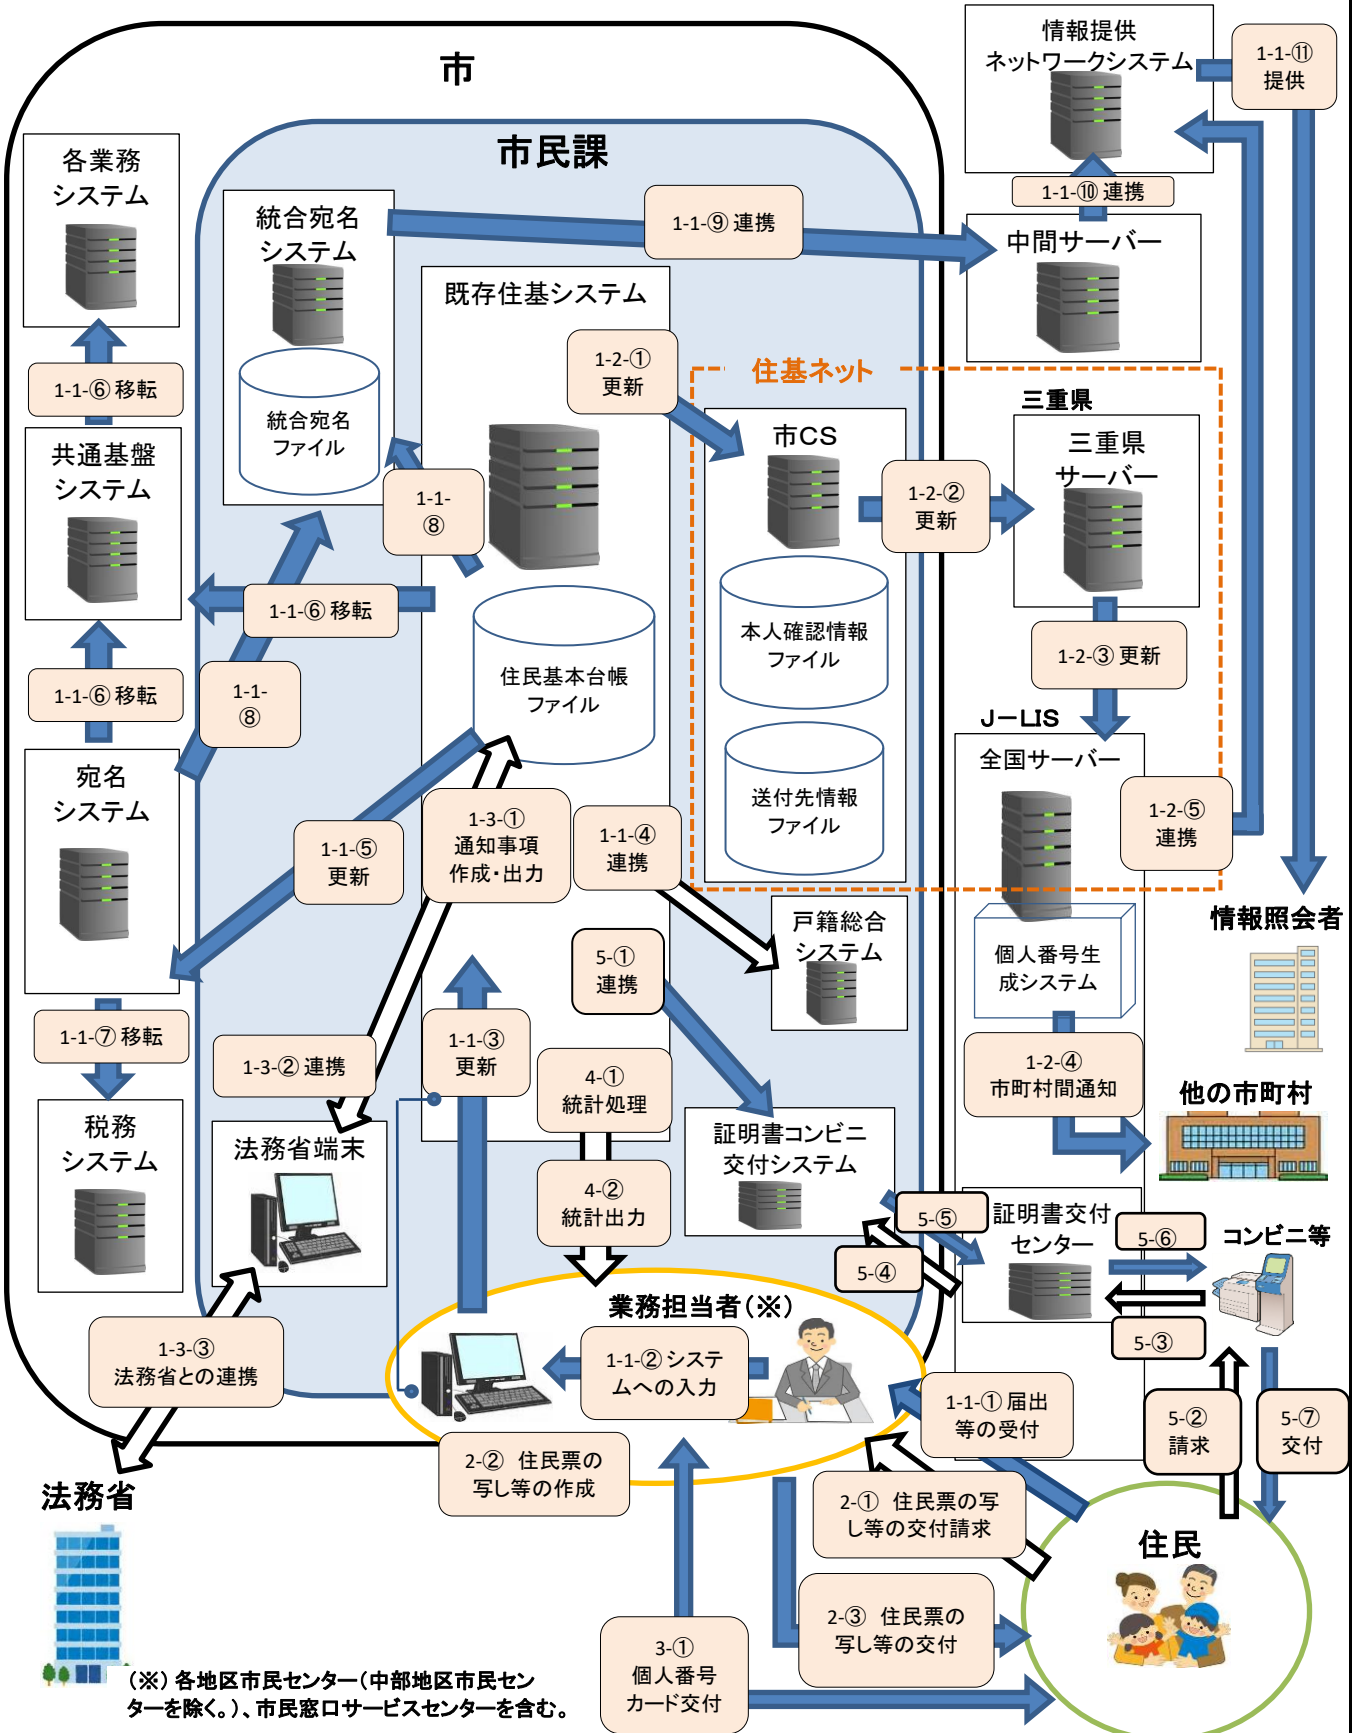 市
市民課
情報提供
ネットワークシステム
1-1-⑪
提供
各業務
システム
統合宛名
システム
1-1-⑨ 連携
1-1-⑩ 連携
中間サーバー
既存住基システム
1-2-①
更新
住基ネット
1-1-⑥ 移転
統合宛名
ファイル
三重県
市CS
三重県
サーバー
共通基盤
システム
1-1-
⑧
1-2-②
更新
1-1-⑥ 移転
本人確認情報
ファイル
1-2-③ 更新
1-1-⑥ 移転
1-1-
⑧
住民基本台帳
ファイル
J-LIS
宛名
システム
全国サーバー
送付先情報
ファイル
1-2-⑤
連携
1-1-⑤
更新
1-3-①
通知事項
作成・出力
1-1-④
連携
情報照会者
戸籍総合
システム
5-①
連携
個人番号生
成システム
1-1-⑦ 移転
1-3-② 連携
1-1-③
更新
1-2-④
市町村間通知
4-①
統計処理
他の市町村
税務
システム
法務省端末
証明書コンビニ
交付システム
4-②
統計出力
5-⑤
証明書交付
センター
5-⑥
コンビニ等
5-④
業務担当者(※)
5-③
1-3-③
法務省との連携
1-1-② システ
ムへの入力
1-1-① 届出
等の受付
5-②
請求
5-⑦
交付
2-② 住民票の
写し等の作成
法務省
2-① 住民票の写
し等の交付請求
住民
2-③ 住民票の
写し等の交付
3-①
個人番号
カード交付
(※) 各地区市民センター(中部地区市民セン
ターを除く。)、市民窓口サービスセンターを含む。